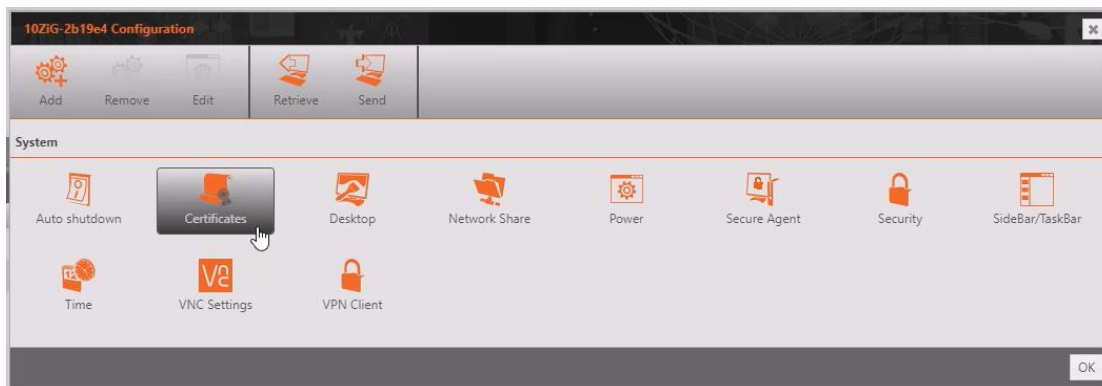 10ZiG-2b19e4 Configuration
Add Remove Edit Retrieve Send
System
Auto shutdown Certificates Desktop Network Share Power Secure Agent Security SideBar/TaskBar
VNC
Time VNC Settings VPN Client
OK